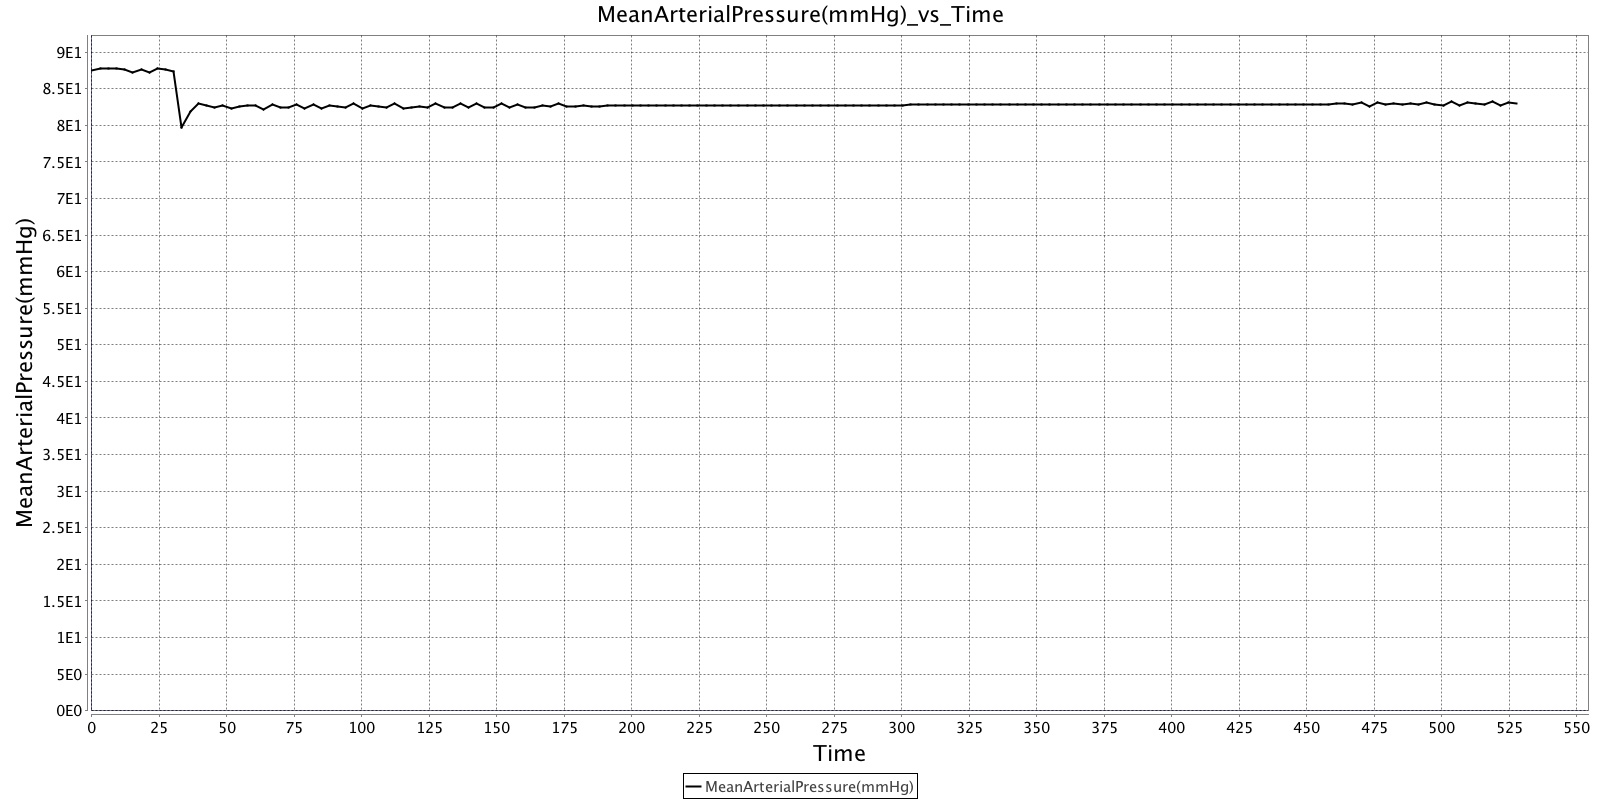 MeanArterialPressure(mmHg)_vs_Time
MeanArterialPressure(mmHg)
9E1
8.5E1
8E1
7.5E1
7E1
6.5E1
6E1
5.5E1
5E1
4.5E1
4E1
3.5E1
3E1
2.5E1
2E1
1.5E1
1E1
5E0
0E0
0 25 50 75 100 125 150 175 200 225 250 275 300 325 350 375 400 425 450 475 500 525 550
Time
MeanArterialPressure(mmHg)